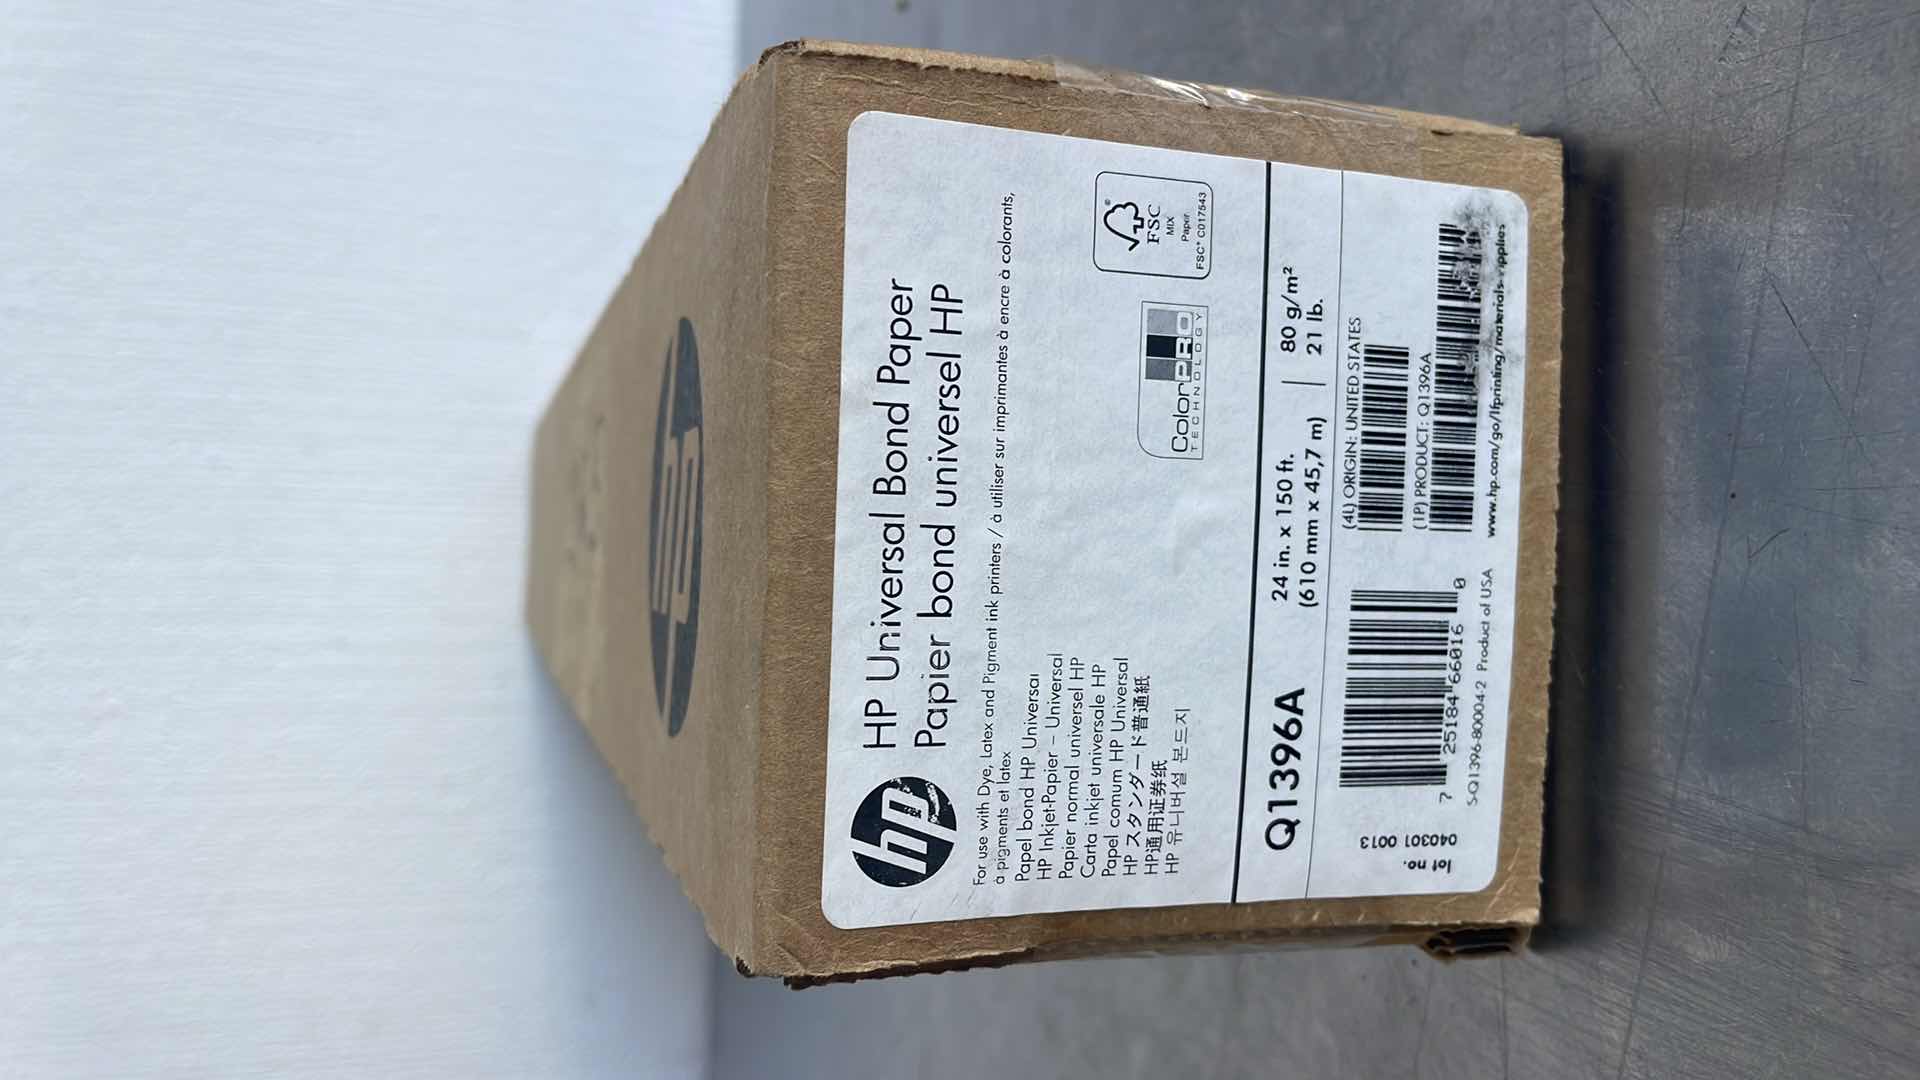 hp
hp
HP Universal Bond Paper
Papier bond universel HP
For use with Dye, Latex and Pigment ink printers / à utiliser sur imprimantes à encre à colorants,
à pigments et latex
Papel bond HP Universal
HP Inkjet-Papier – Universal
Papier normal universel HP
Carta inkjet universale HP
Papel comum HP Universal
HP スタンダード普通紙
HP通用证券纸
HP 유니버설 본드지
ColorPRO
TECHNOLOGY
®
FSC
MIX
Paper
FSC® C017543
Q1396A
24 in. x 150 ft.
(610 mm x 45,7 m)
80 g/m²
21 lb.
lot no.
040301 0013
7 25184 66016 0
S-Q1396-80004-2 Product of USA
(4L) ORIGIN: UNITED STATES
(1P) PRODUCT: Q1396A
www.hp.com/go/lfprinting/materials-supplies